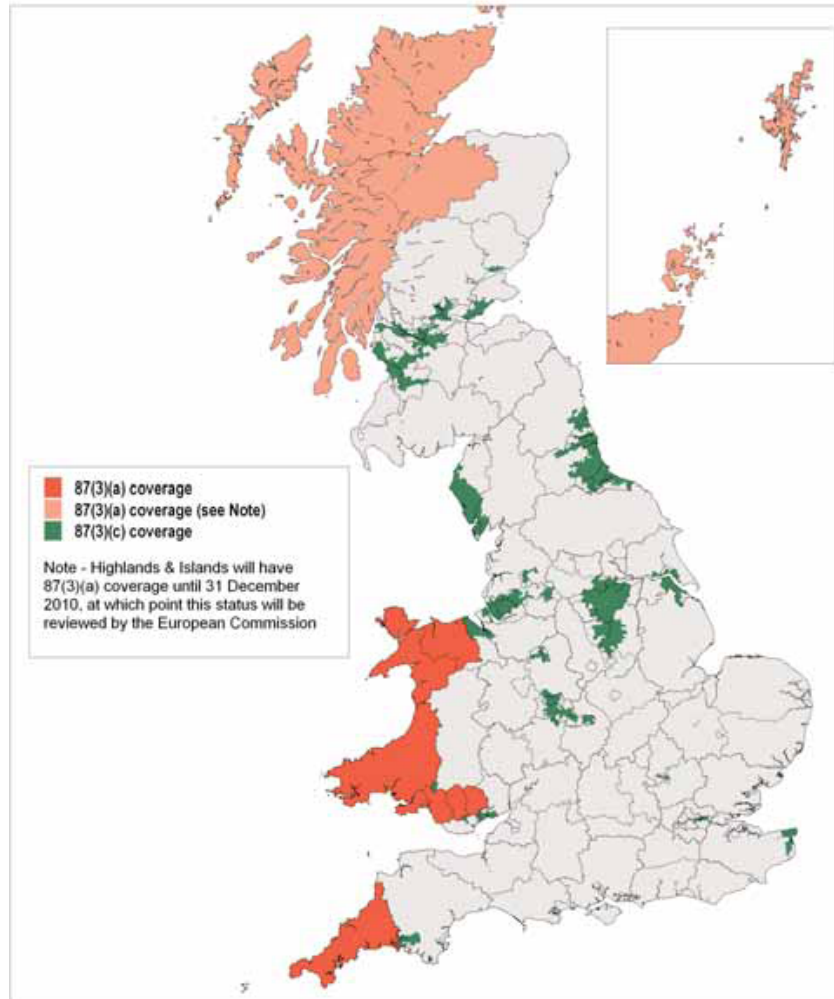 87(3)(a) coverage
87(3)(a) coverage (see Note)
87(3)(c) coverage
Note - Highlands & Islands will have
87(3)(a) coverage until 31 December
2010, at which point this status will be
reviewed by the European Commission